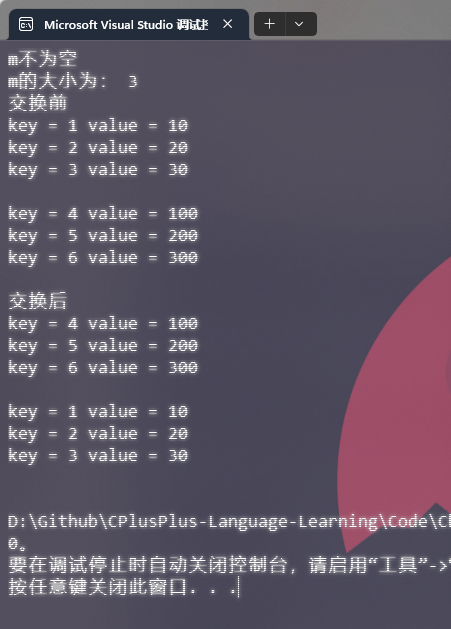 Microsoft Visual Studio 调试
m不为空
m的大小为： 3
交换前
key = 1 value = 10
key = 2 value = 20
key = 3 value = 30
key = 4 value = 100
key = 5 value = 200
key = 6 value = 300
交换后
key = 4 value = 100
key = 5 value = 200
key = 6 value = 300
key = 1 value = 10
key = 2 value = 20
key = 3 value = 30
D:\Github\CPlusPlus-Language-Learning\Code\C
0。
要在调试停止时自动关闭控制台，请启用“工具”->“
按任意键关闭此窗口. . .